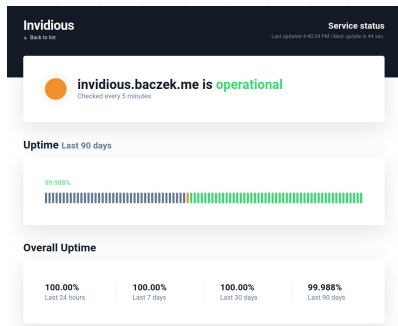 Invidious
← Back to list
Service status
Last updated 4:40:24 PM | Next update in 44 sec.
invidious.baczek.me is operational
Checked every 5 minutes
Uptime Last 90 days
99.988%
Overall Uptime
100.00%
Last 24 hours
100.00%
Last 7 days
100.00%
Last 30 days
99.988%
Last 90 days